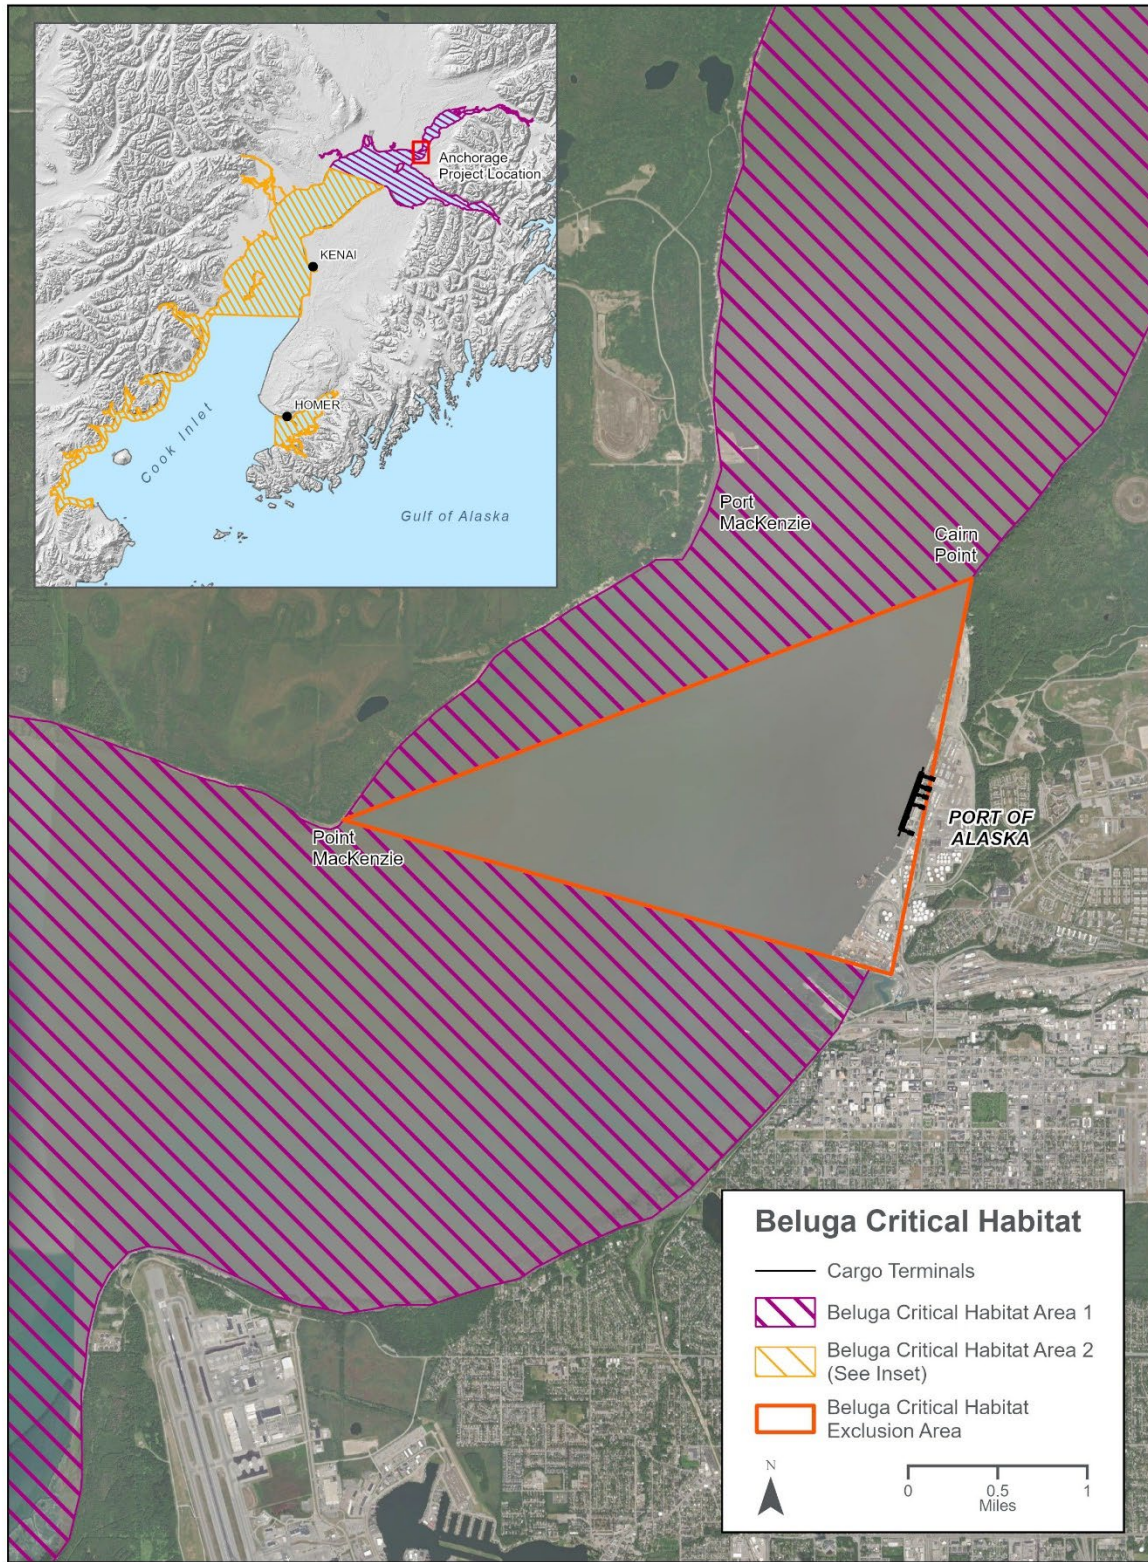 Anchorage
Project Location
KENAI
HOMER
Cook Inlet
Gulf of Alaska
Port
MacKenzie
Cairn
Point
Point
MacKenzie
PORT OF
ALASKA
Beluga Critical Habitat
Cargo Terminals
Beluga Critical Habitat Area 1
Beluga Critical Habitat Area 2
(See Inset)
Beluga Critical Habitat
Exclusion Area
N
0 0.5 1
Miles